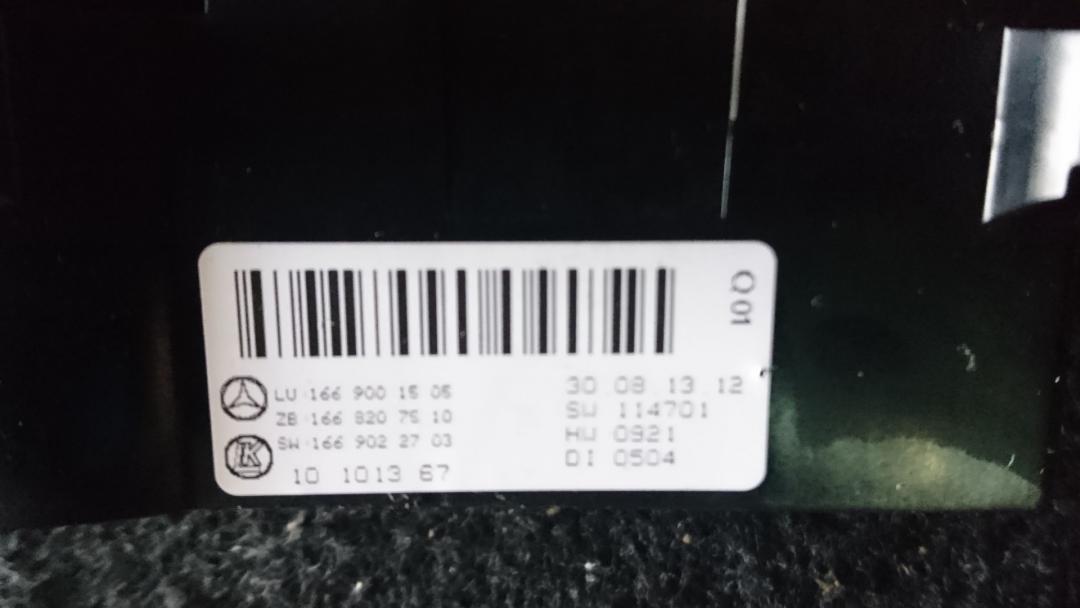 Q01
LU 166 900 15 05
ZB 166 820 75 10
SW 166 902 27 03
10 1013 67
30 08 13 12
SW 114701
HW 0921
DI 0504